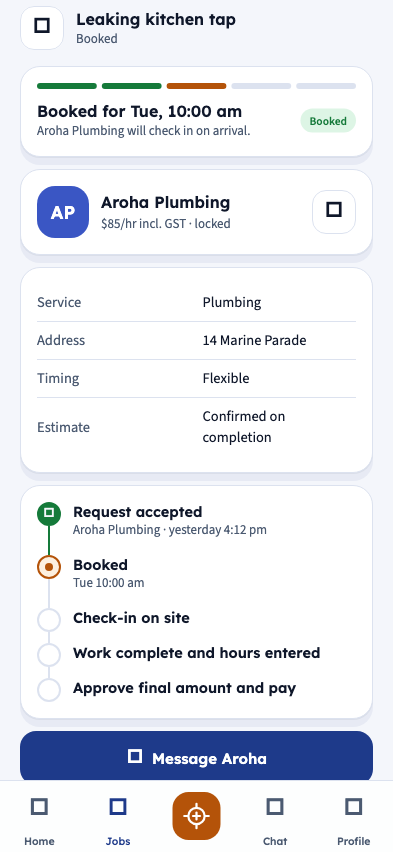 Leaking kitchen tap
Booked
Booked for Tue, 10:00 am
Aroha Plumbing will check in on arrival.
Booked
AP
Aroha Plumbing
$85/hr incl. GST · locked
Service
Plumbing
Address
14 Marine Parade
Timing
Flexible
Estimate
Confirmed on
completion
Request accepted
Aroha Plumbing · yesterday 4:12 pm
Booked
Tue 10:00 am
Check-in on site
Work complete and hours entered
Approve final amount and pay
Message Aroha
Home
Jobs
Chat
Profile